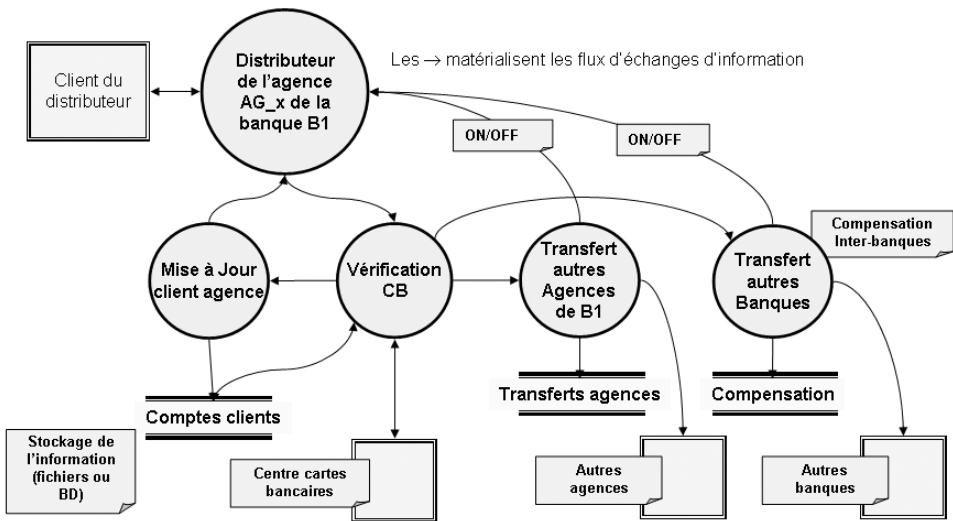 Distributeur
de l'agence
AG_x de la
banque B1
Les → matérialisent les flux d'échanges d'information
Client du
distributeur
ON/OFF
ON/OFF
Compensation
Inter-banques
Mise à Jour
client agence
Vérification
CB
Transfert
autres
Agences
de B1
Transfert
autres
Banques
Comptes clients
Transferts agences
Compensation
Stockage de
l'information
(fichiers ou
BD)
Centre cartes
bancaires
Autres
agences
Autres
banques